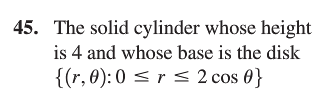 45. The solid cylinder whose height
is 4 and whose base is the disk
{(r, θ): 0 ≤ r ≤ 2 cos θ}